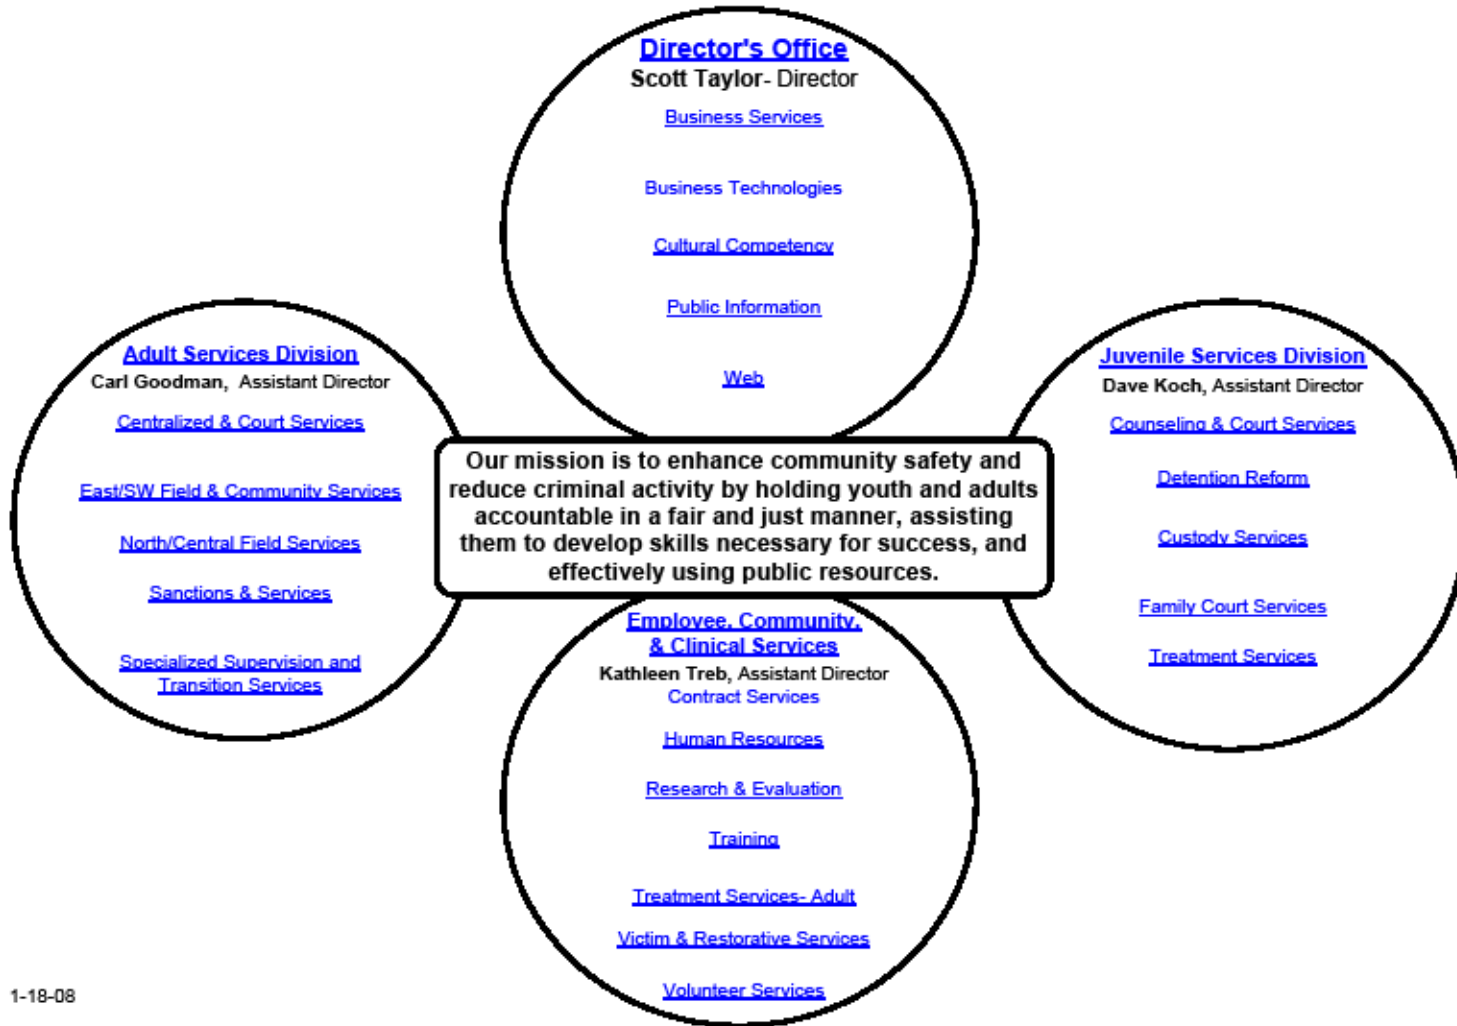 Director's Office
Scott Taylor- Director
Business Services
Business Technologies
Cultural Competency
Public Information
Web
Adult Services Division
Carl Goodman, Assistant Director
Centralized & Court Services
East/SW Field & Community Services
North/Central Field Services
Sanctions & Services
Specialized Supervision and
Transition Services
Our mission is to enhance community safety and
reduce criminal activity by holding youth and adults
accountable in a fair and just manner, assisting
them to develop skills necessary for success, and
effectively using public resources.
Juvenile Services Division
Dave Koch, Assistant Director
Counseling & Court Services
Detention Reform
Custody Services
Family Court Services
Treatment Services
Employee, Community,
& Clinical Services
Kathleen Treb, Assistant Director
Contract Services
Human Resources
Research & Evaluation
Training
Treatment Services- Adult
Victim & Restorative Services
Volunteer Services
1-18-08